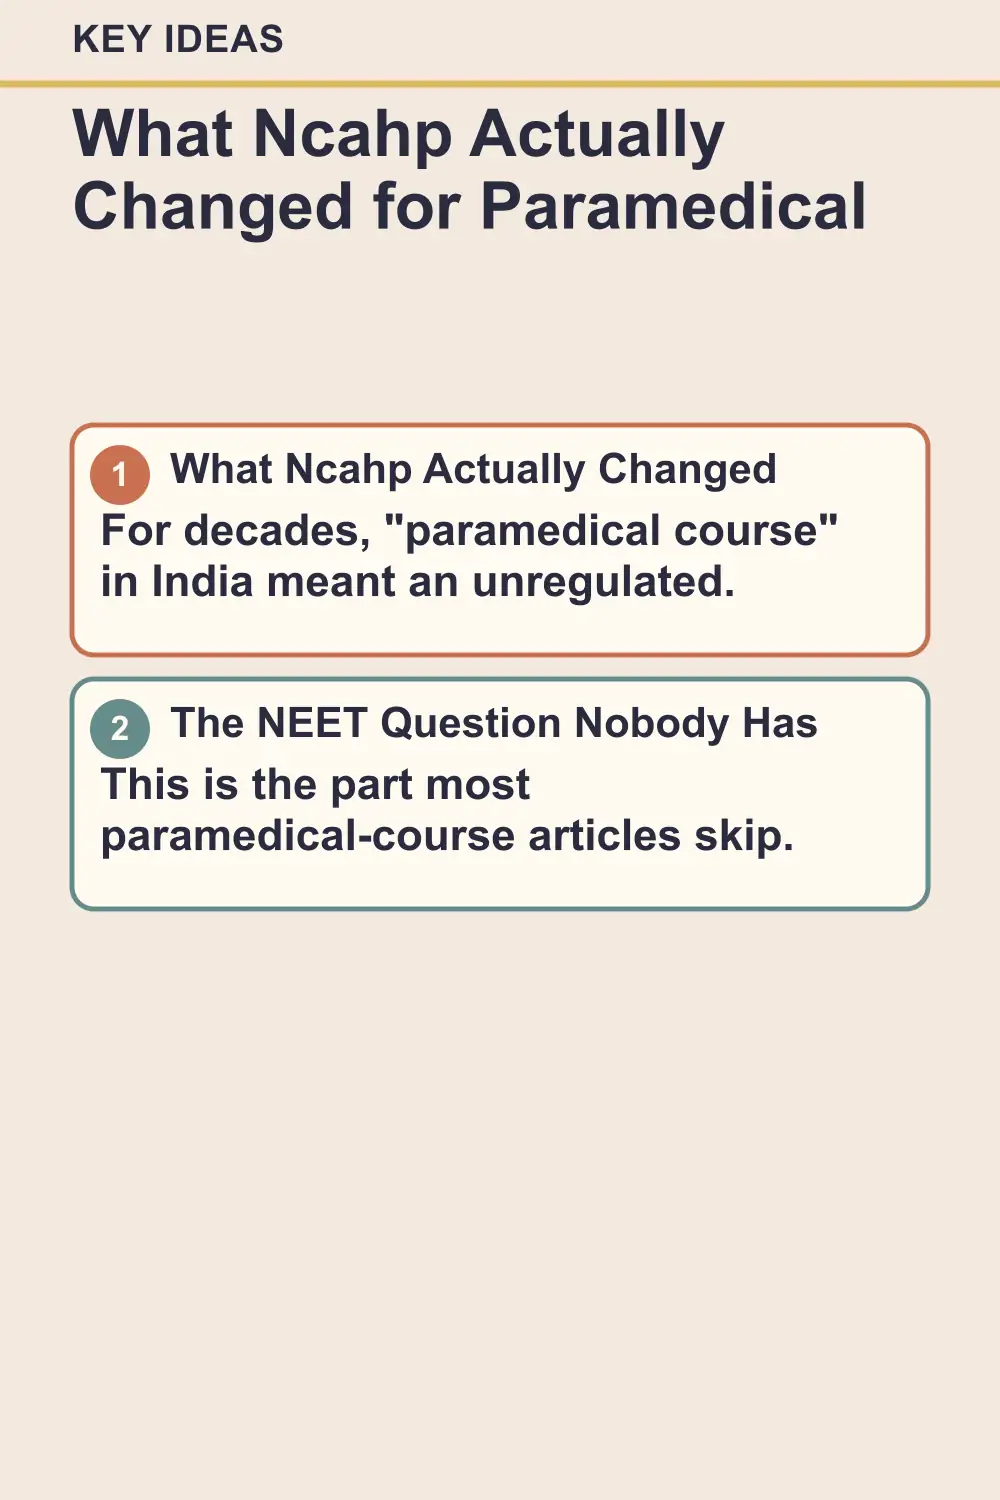 KEY IDEAS
What Ncahp Actually
Changed for Paramedical
1 What Ncahp Actually Changed
For decades, "paramedical course"
in India meant an unregulated.
2 The NEET Question Nobody Has
This is the part most
paramedical-course articles skip.